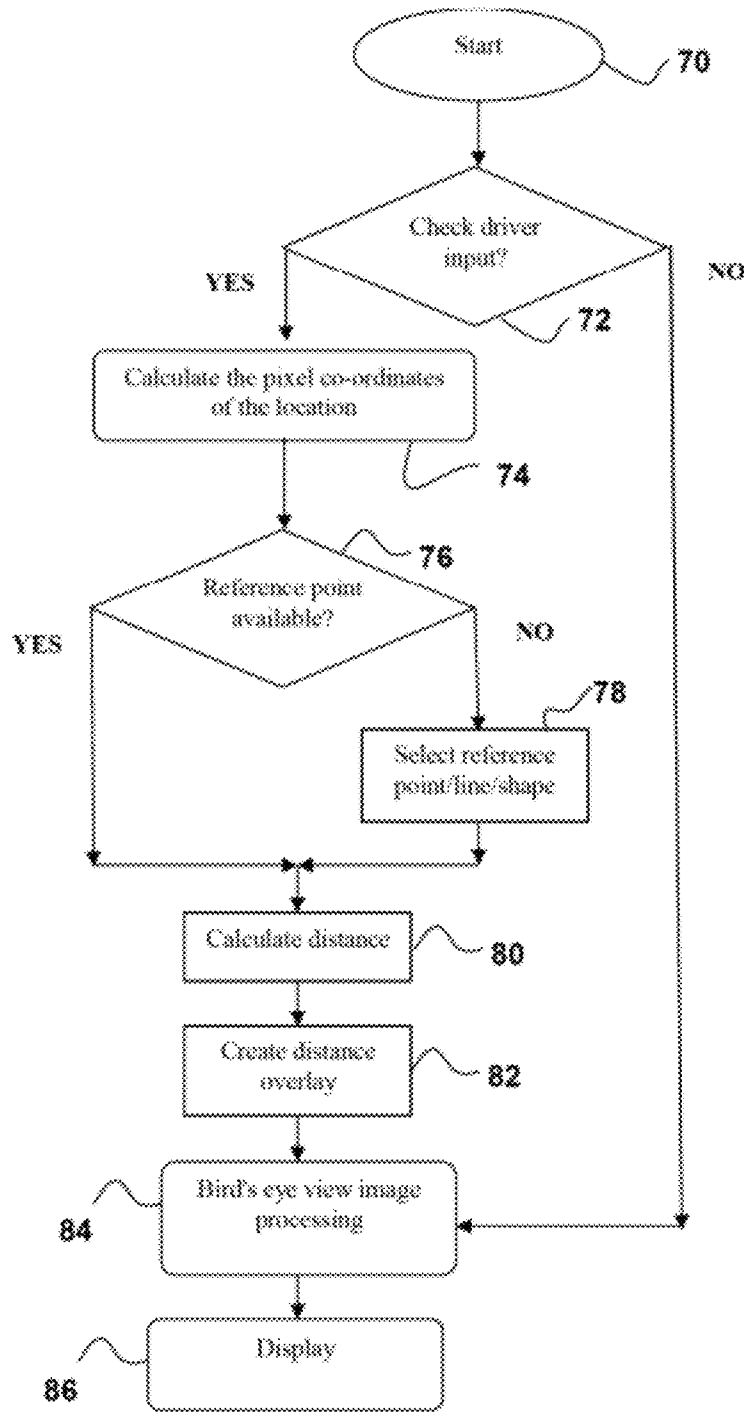 Start
70
Check driver
input?
YES
NO
72
Calculate the pixel co-ordinates
of the location
74
76
Reference point
available?
YES
NO
78
Select reference
point/line/shape
Calculate distance
80
Create distance
overlay
82
Bird's eye view image
processing
84
Display
86